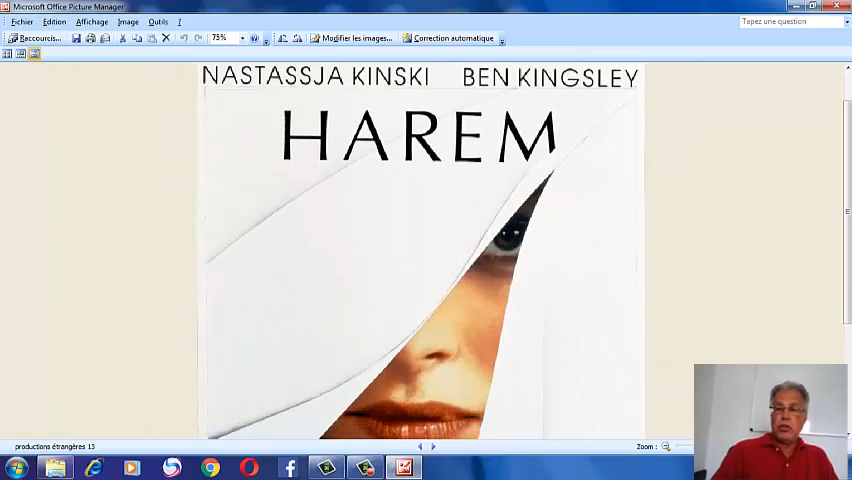 Microsoft Office Picture Manager
Fichier Edition Affichage Image Outils ?
Tapez une question
Raccourcis... 75% Modifier les images... Correction automatique
NASTASSJA KINSKI BEN KINGSLEY
HAREM
productions étrangères 13 Zoom :